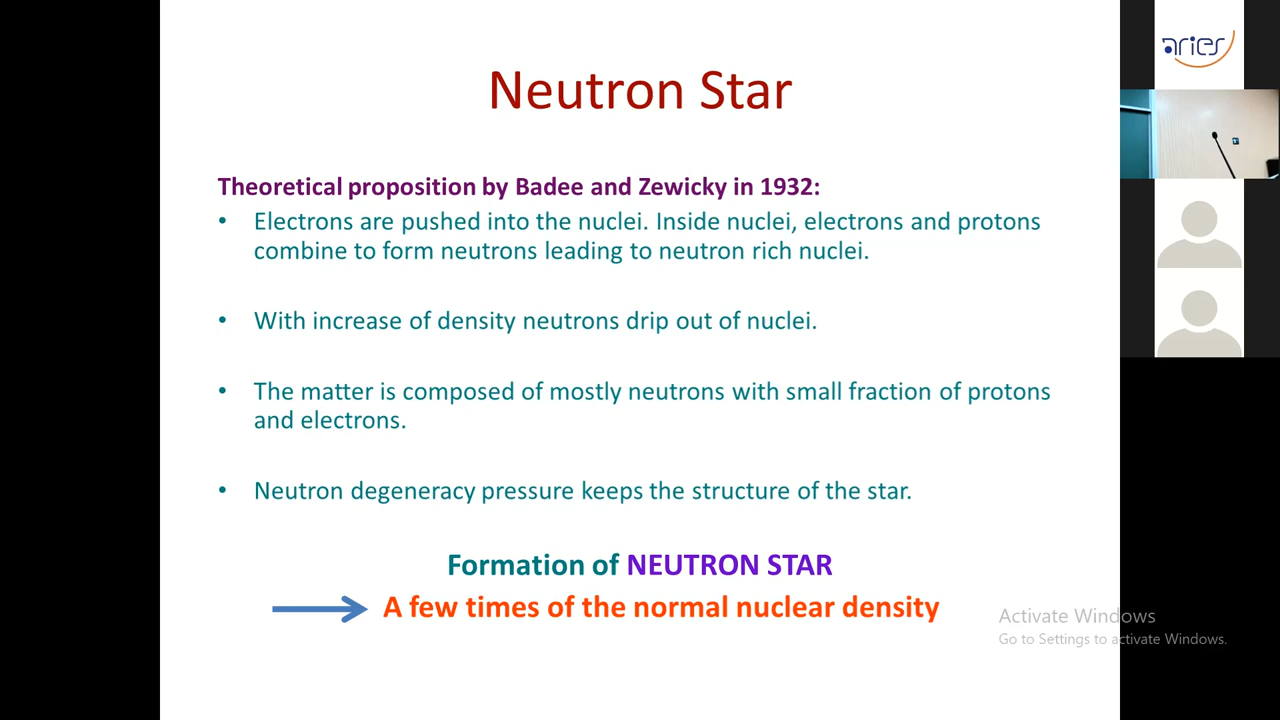 Neutron Star
aries
Theoretical proposition by Badee and Zewicky in 1932:
• Electrons are pushed into the nuclei. Inside nuclei, electrons and protons
combine to form neutrons leading to neutron rich nuclei.
• With increase of density neutrons drip out of nuclei.
• The matter is composed of mostly neutrons with small fraction of protons
and electrons.
• Neutron degeneracy pressure keeps the structure of the star.
Formation of NEUTRON STAR
A few times of the normal nuclear density
Activate Windows
Go to Settings to activate Windows.